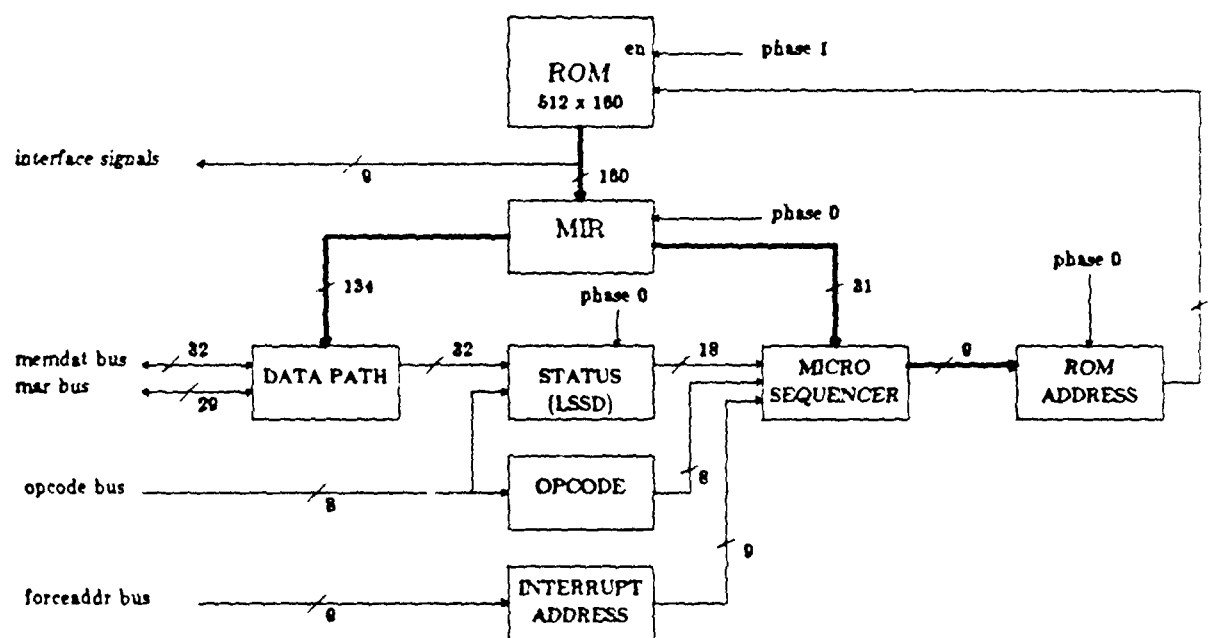 en
phase 1
ROM
512 x 160
interface signals
9
160
MIR
phase 0
134
phase 0
31
phase 0
memdat bus
32
32
18
9
mar bus
29
DATA PATH
STATUS
(LSSD)
MICRO
SEQUENCER
ROM
ADDRESS
opcode bus
8
OPCODE
8
9
forceaddr bus
9
INTERRUPT
ADDRESS